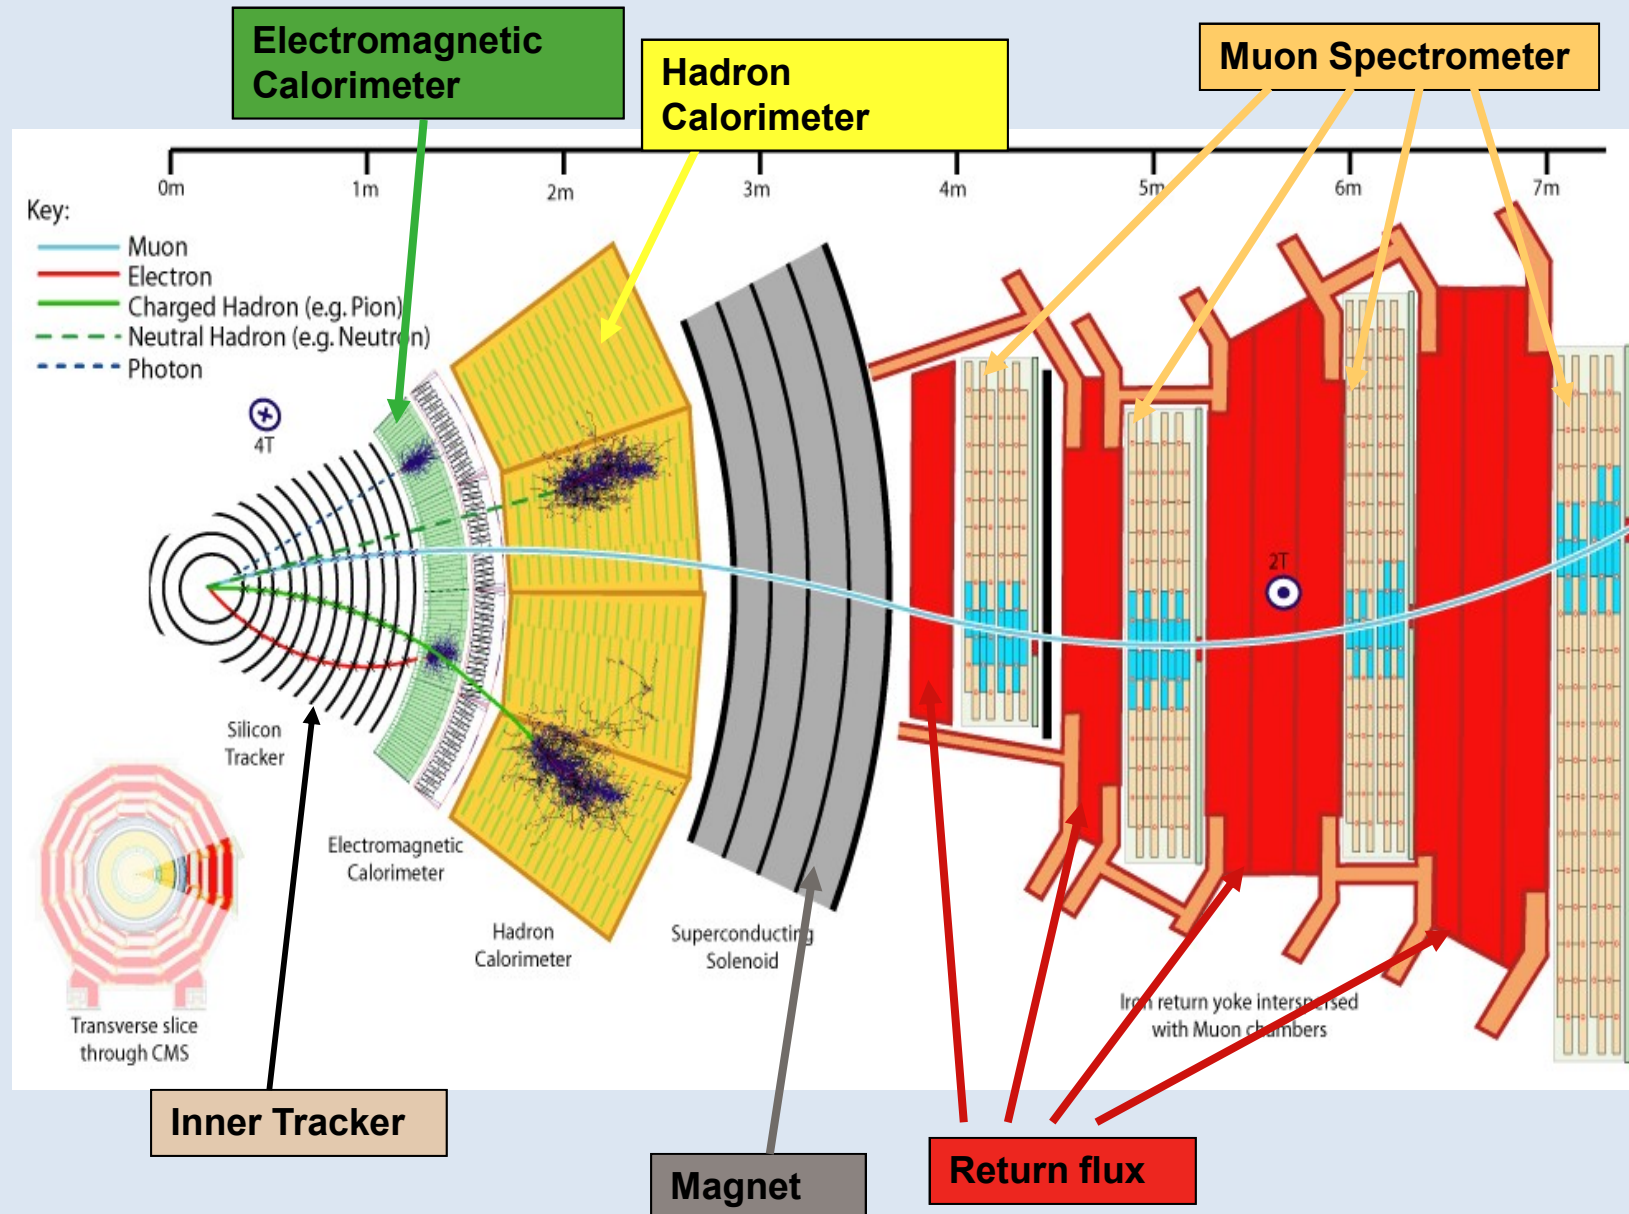 Electromagnetic
Calorimeter
Hadron
Calorimeter
Muon Spectrometer
0m
1m
2m
3m
4m
5m
6m
7m
Key:
Muon
Electron
Charged Hadron (e.g. Pion)
Neutral Hadron (e.g. Neutron)
Photon
4T
2T
Silicon
Tracker
Electromagnetic
Calorimeter
Hadron
Calorimeter
Superconducting
Solenoid
Iron return yoke interspersed
with Muon chambers
Transverse slice
through CMS
Inner Tracker
Magnet
Return flux